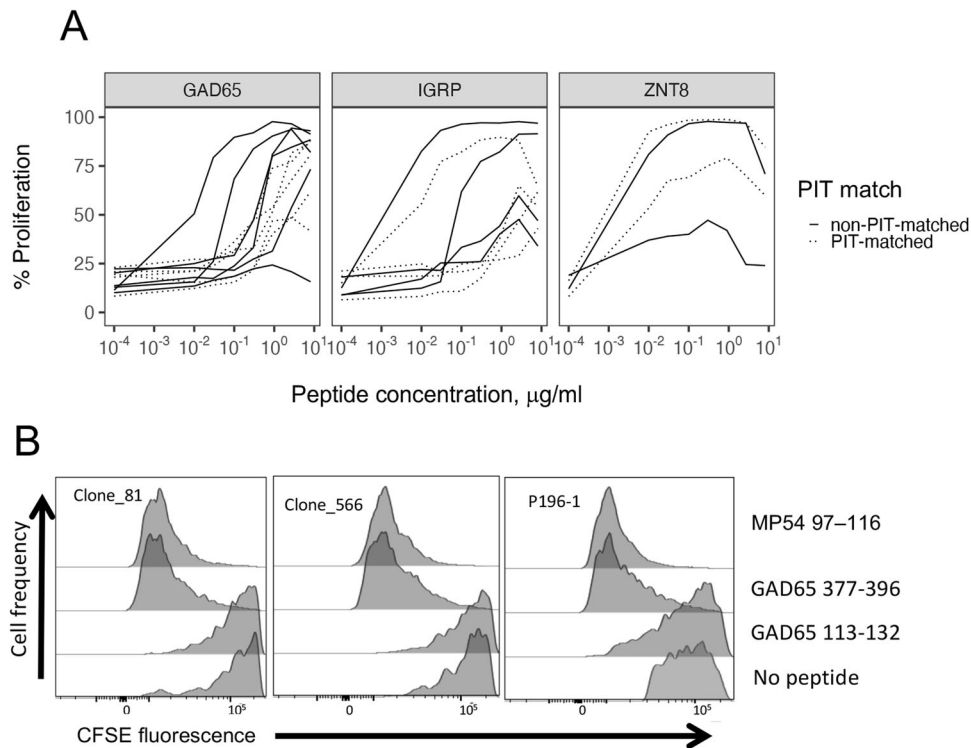 A
GAD65 IGRP ZNT8
100
75
50
25
0
% Proliferation
10-4 10-3 10-2 10-1 100 101 10-4 10-3 10-2 10-1 100 101 10-4 10-3 10-2 10-1 100 101
Peptide concentration, μg/ml
PIT match
non-PIT-matched
PIT-matched
B
Cell frequency
Clone_81 Clone_566 P196-1
MP54 97–116
GAD65 377-396
GAD65 113-132
No peptide
0 105 0 105 0 105
CFSE fluorescence